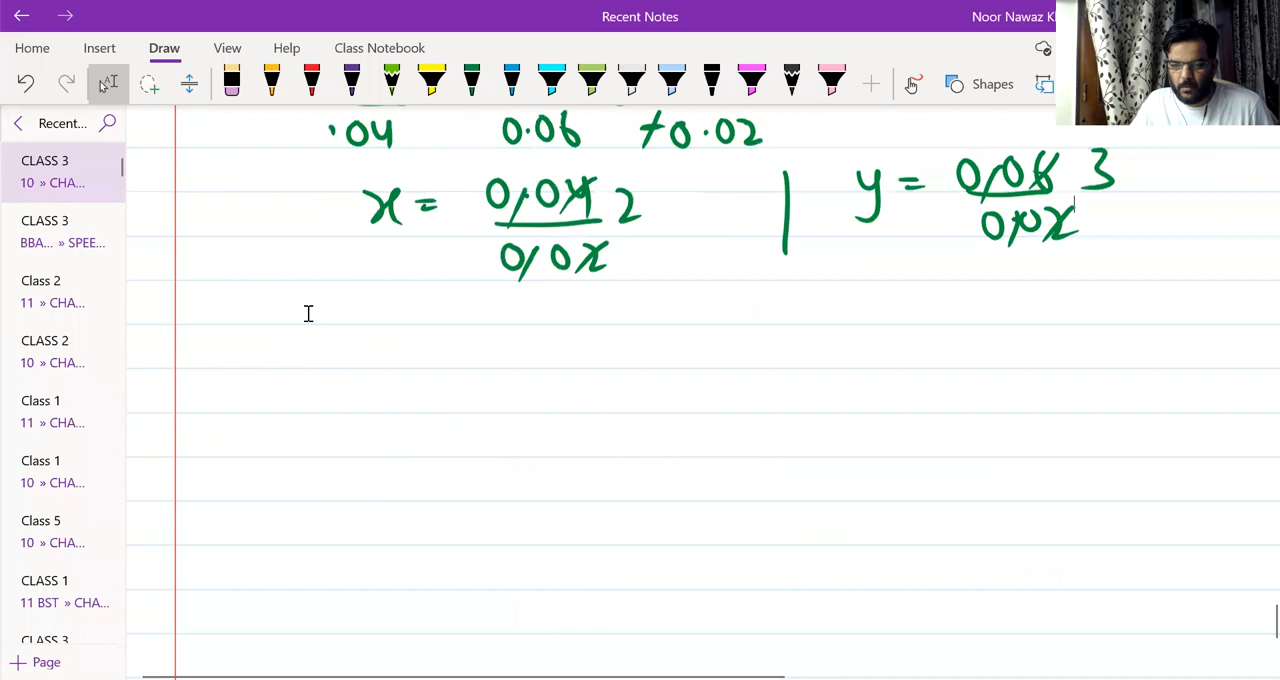 Recent Notes
Noor Nawaz K
Home Insert Draw View Help Class Notebook
Shapes
Recent...
CLASS 3
10 » CHA...
CLASS 3
BBA... » SPEE...
Class 2
11 » CHA...
CLASS 2
10 » CHA...
Class 1
11 » CHA...
Class 1
10 » CHA...
Class 5
10 » CHA...
CLASS 1
11 BST » CHA...
CLASS 3
Page
.04 0.06 +0.02
x = 0.04 2
0.02
y = 0.06 3
0.02